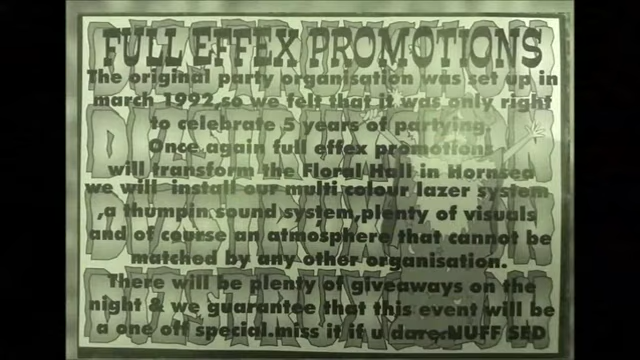 FULL EFFEX PROMOTIONS
The original party organisation was set up in
march 1992,so we felt that it was only right
to celebrate 5 years of partying.
Once again full effex promotions
will transform the Floral Hall in Hornsea
we will install our multi colour lazer system
,a thumpin sound system,plenty of visuals
and of course an atmosphere that cannot be
matched by any other organisation.
There will be plenty of giveaways on the
night & we guarantee that this event will be
a one off special.miss it if u dare.NUFF SED